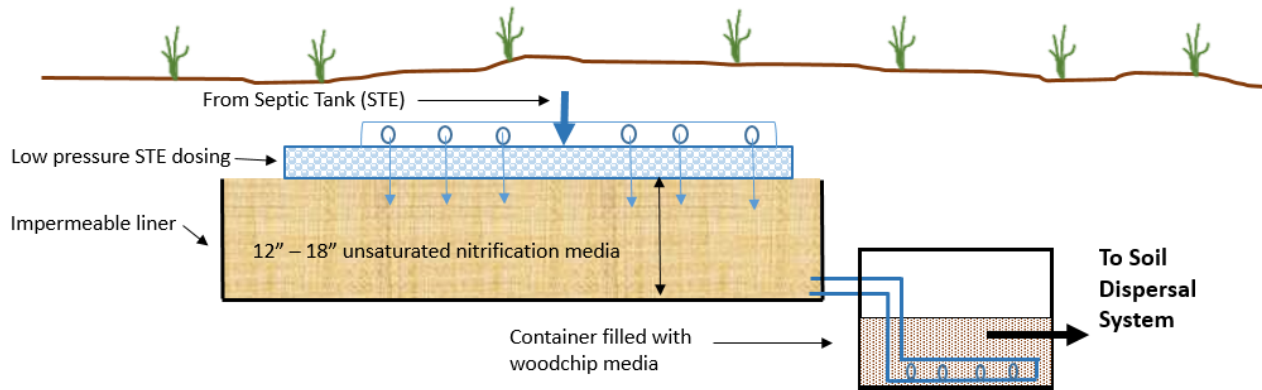 From Septic Tank (STE)
Low pressure STE dosing
Impermeable liner
12” – 18” unsaturated nitrification media
To Soil
Dispersal
System
Container filled with
woodchip media